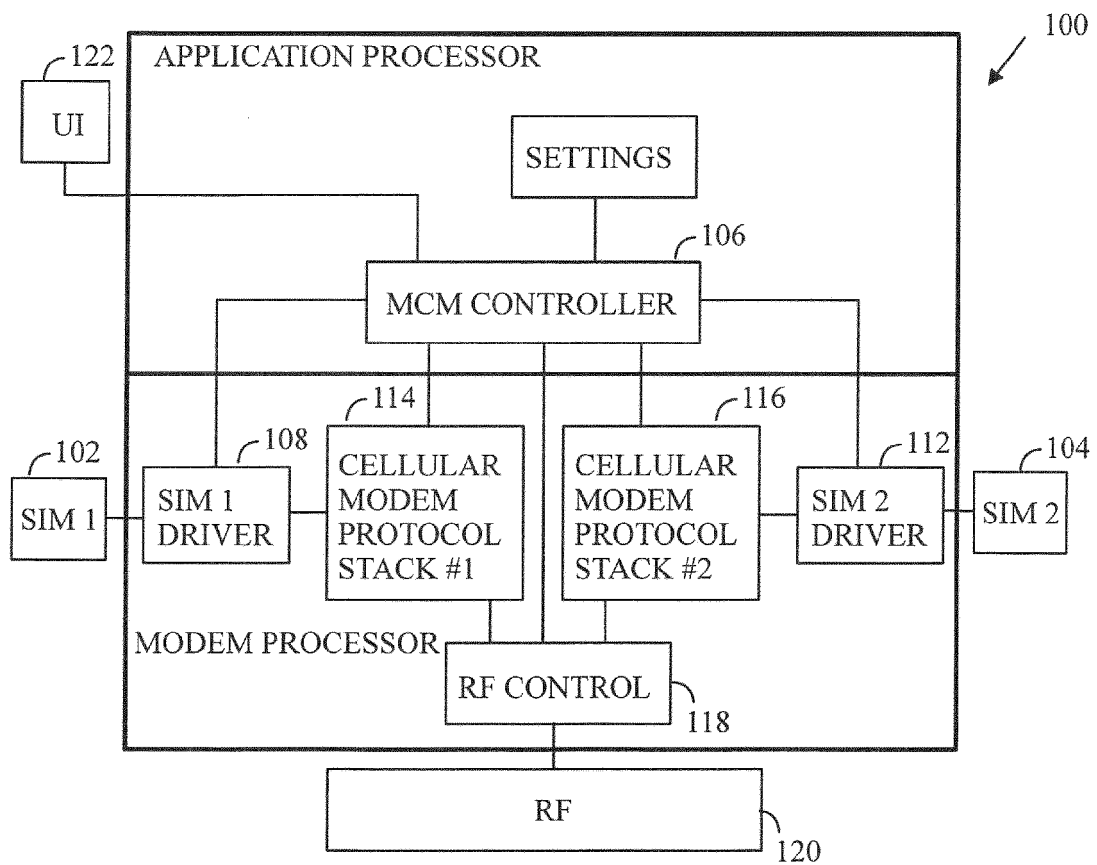 100
122
APPLICATION PROCESSOR
UI
SETTINGS
106
MCM CONTROLLER
114
116
102
108
112
104
SIM 1
SIM 1
DRIVER
CELLULAR
MODEM
PROTOCOL
STACK #1
CELLULAR
MODEM
PROTOCOL
STACK #2
SIM 2
DRIVER
SIM 2
MODEM PROCESSOR
RF CONTROL
118
RF
120